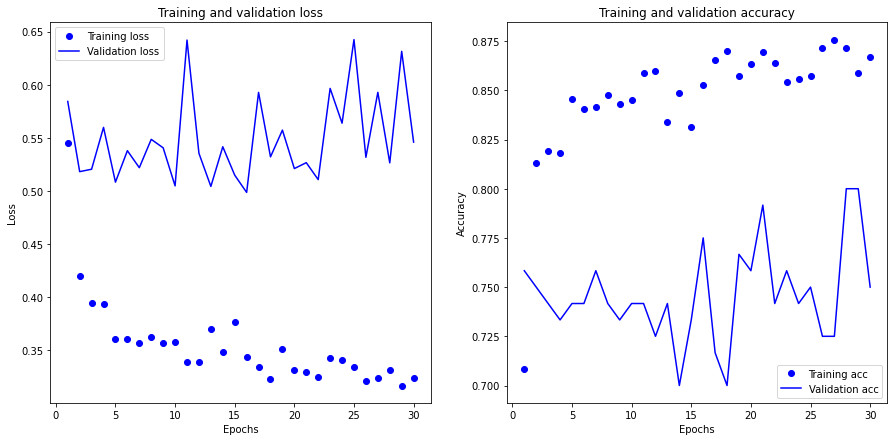 Training and validation loss
Training loss
Validation loss
0.65
0.60
0.55
0.50
0.45
0.40
0.35
Loss
0
5
10
15
20
25
30
Epochs
Training and validation accuracy
0.875
0.850
0.825
0.800
0.775
0.750
0.725
0.700
Accuracy
Training acc
Validation acc
0
5
10
15
20
25
30
Epochs